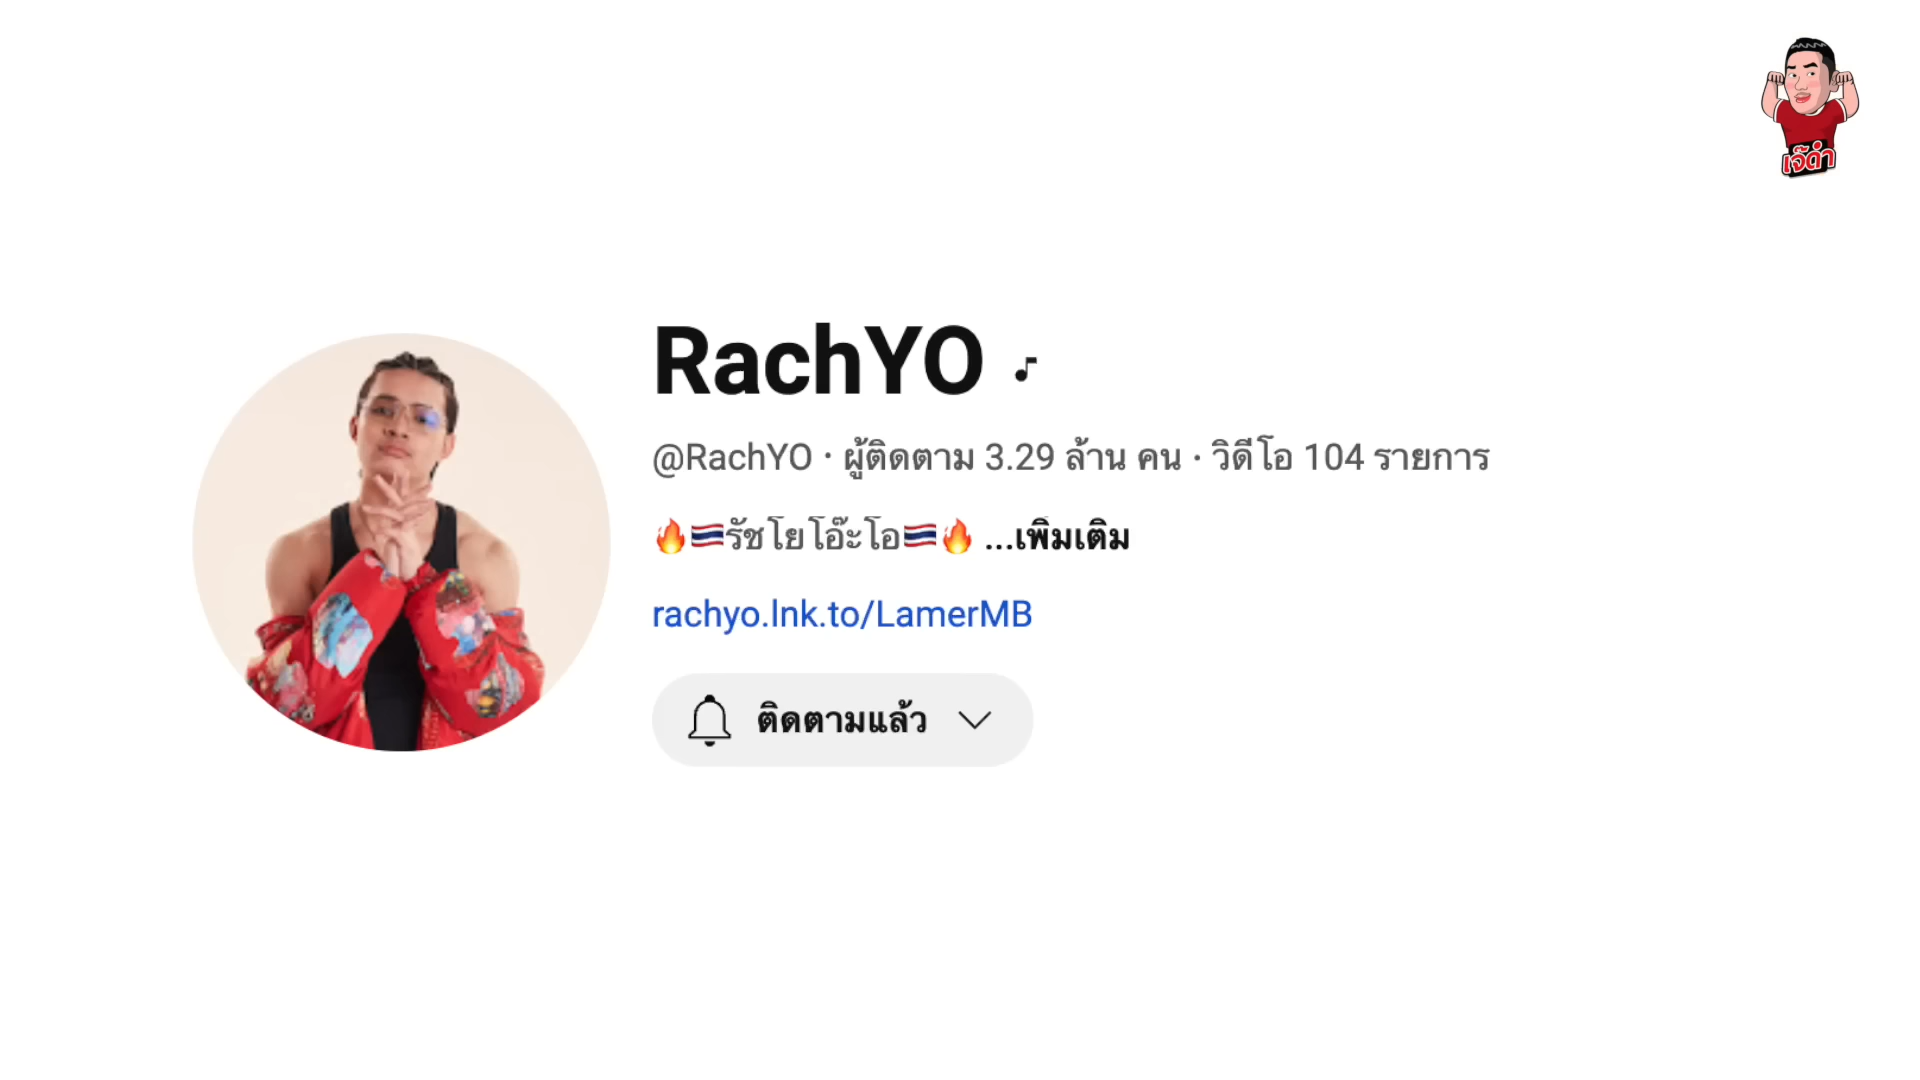 เจ๊ดำ
RachYO
@RachYO · ผู้ติดตาม 3.29 ล้าน คน · วิดีโอ 104 รายการ
🔥🇹🇭รัชโยโอ๊ะโอ🇹🇭🔥 ...เพิ่มเติม
rachyo.lnk.to/LamerMB
ติดตามแล้ว